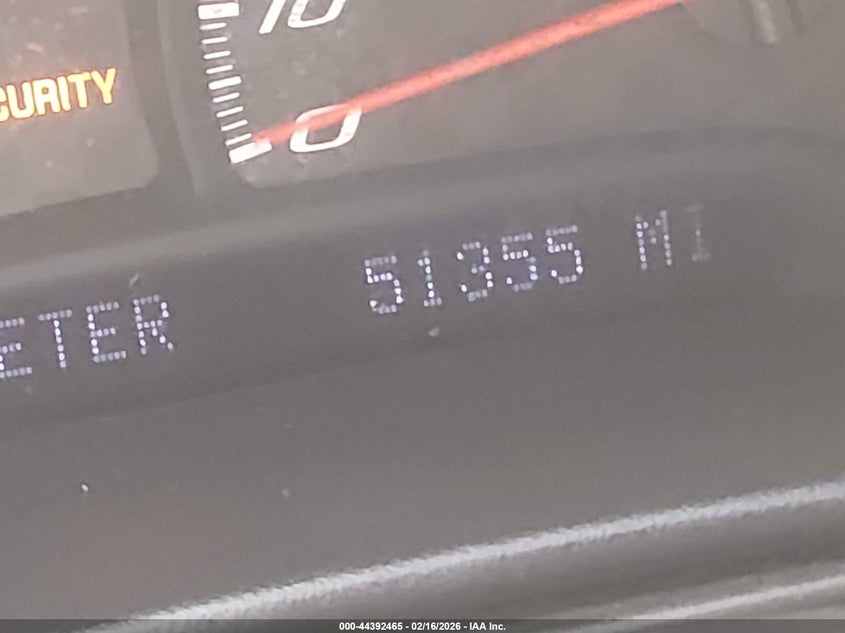 10
CURITY
0
ETER 51355 MI
000-44392465 - 02/16/2026 - IAA Inc.